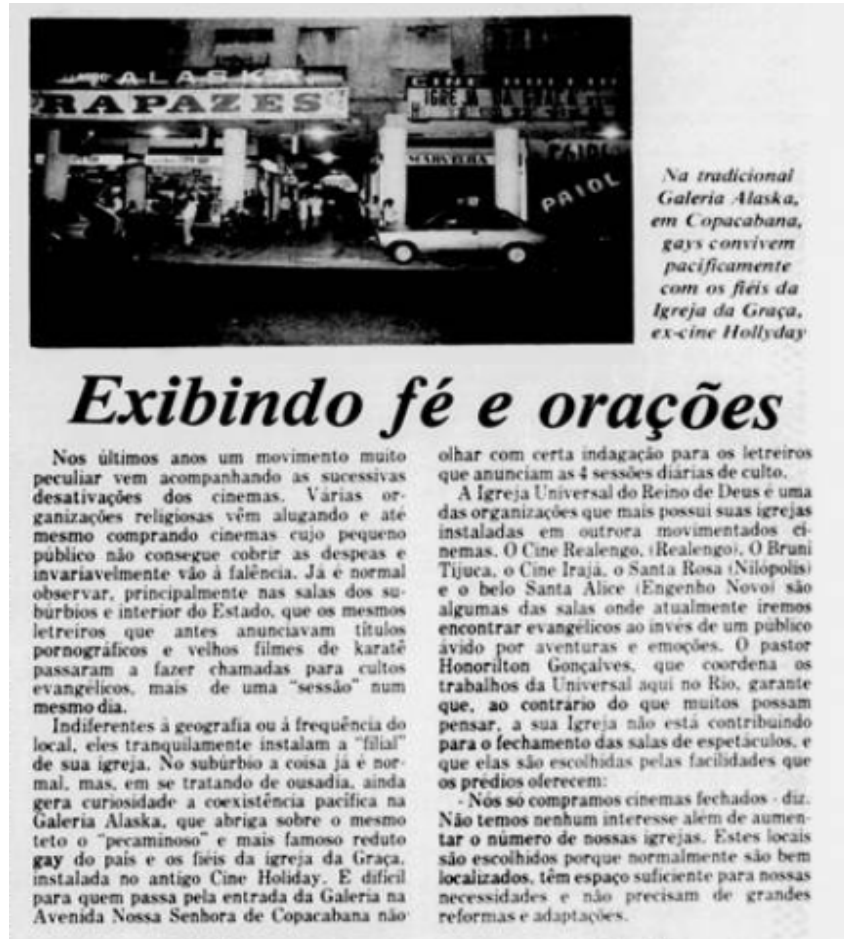 ALASKA
RAPAZES
CINE
IGREJA DA GRAÇA
PAIOL
Na tradicional
Galeria Alaska,
em Copacabana,
gays convivem
pacificamente
com os fiéis da
Igreja da Graça,
ex-cine Hollyday
Exibindo fé e orações
Nos últimos anos um movimento muito
peculiar vem acompanhando as sucessivas
desativações dos cinemas. Várias or-
ganizações religiosas vêm alugando e até
mesmo comprando cinemas cujo pequeno
público não consegue cobrir as despeas e
invariavelmente vão à falência. Já é normal
observar, principalmente nas salas dos su-
búrbios e interior do Estado, que os mesmos
letreiros que antes anunciavam títulos
pornográficos e velhos filmes de karatê
passaram a fazer chamadas para cultos
evangélicos, mais de uma "sessão" num
mesmo dia.
Indiferentes à geografia ou à frequência do
local, eles tranquilamente instalam a "filial"
de sua igreja. No subúrbio a coisa já é nor-
mal, mas, em se tratando de ousadia, ainda
gera curiosidade a coexistência pacífica na
Galeria Alaska, que abriga sobre o mesmo
teto o "pecaminoso" e mais famoso reduto
gay do país e os fiéis da igreja da Graça,
instalada no antigo Cine Holiday. E difícil
para quem passa pela entrada da Galeria na
Avenida Nossa Senhora de Copacabana não
olhar com certa indagação para os letreiros
que anunciam as 4 sessões diárias de culto.
A Igreja Universal do Reino de Deus é uma
das organizações que mais possui suas igrejas
instaladas em outrora movimentados ci-
nemas. O Cine Realengo, (Realengo), O Bruni
Tijuca, o Cine Irajá, o Santa Rosa (Nilópolis)
e o belo Santa Alice (Engenho Novo) são
algumas das salas onde atualmente iremos
encontrar evangélicos ao invés de um público
ávido por aventuras e emoções. O pastor
Honorilton Gonçalves, que coordena os
trabalhos da Universal aqui no Rio, garante
que, ao contrário do que muitos possam
pensar, a sua Igreja não está contribuindo
para o fechamento das salas de espetáculos, e
que elas são escolhidas pelas facilidades que
os prédios oferecem:
- Nós só compramos cinemas fechados - diz.
Não temos nenhum interesse além de aumen-
tar o número de nossas igrejas. Estes locais
são escolhidos porque normalmente são bem
localizados, têm espaço suficiente para nossas
necessidades e não precisam de grandes
reformas e adaptações.